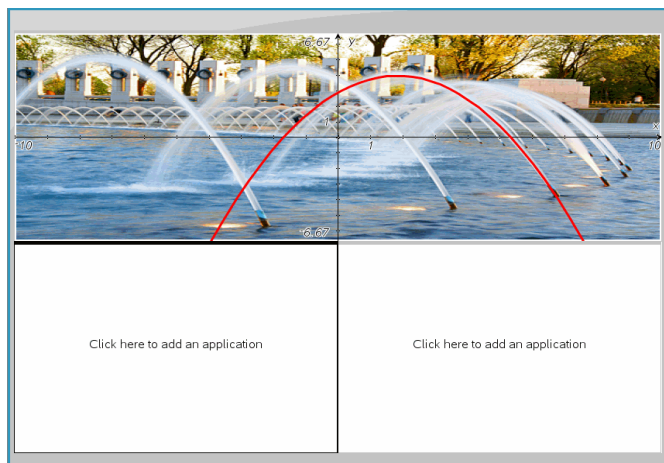 6.67 y
1
-10 1 x 10
-6.67
Click here to add an application Click here to add an application